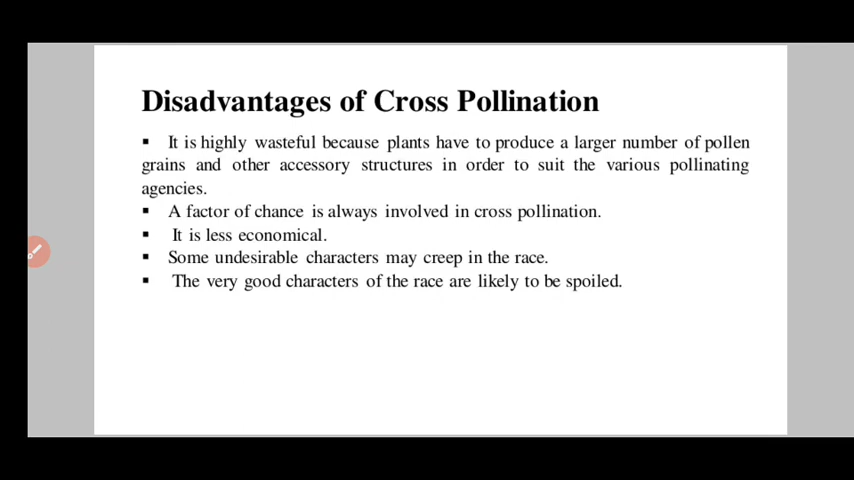 Disadvantages of Cross Pollination
▪ It is highly wasteful because plants have to produce a larger number of pollen
grains and other accessory structures in order to suit the various pollinating
agencies.
▪ A factor of chance is always involved in cross pollination.
▪ It is less economical.
▪ Some undesirable characters may creep in the race.
▪ The very good characters of the race are likely to be spoiled.